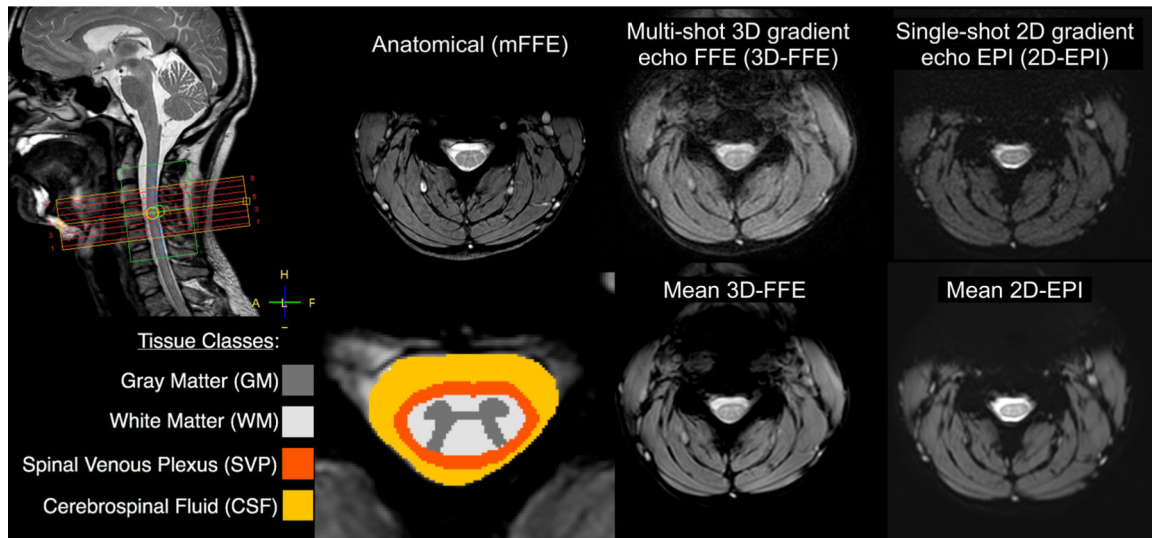 Anatomical (mFFE)
Multi-shot 3D gradient
echo FFE (3D-FFE)
Single-shot 2D gradient
echo EPI (2D-EPI)
H
A L F
Mean 3D-FFE
Mean 2D-EPI
Tissue Classes:
Gray Matter (GM)
White Matter (WM)
Spinal Venous Plexus (SVP)
Cerebrospinal Fluid (CSF)